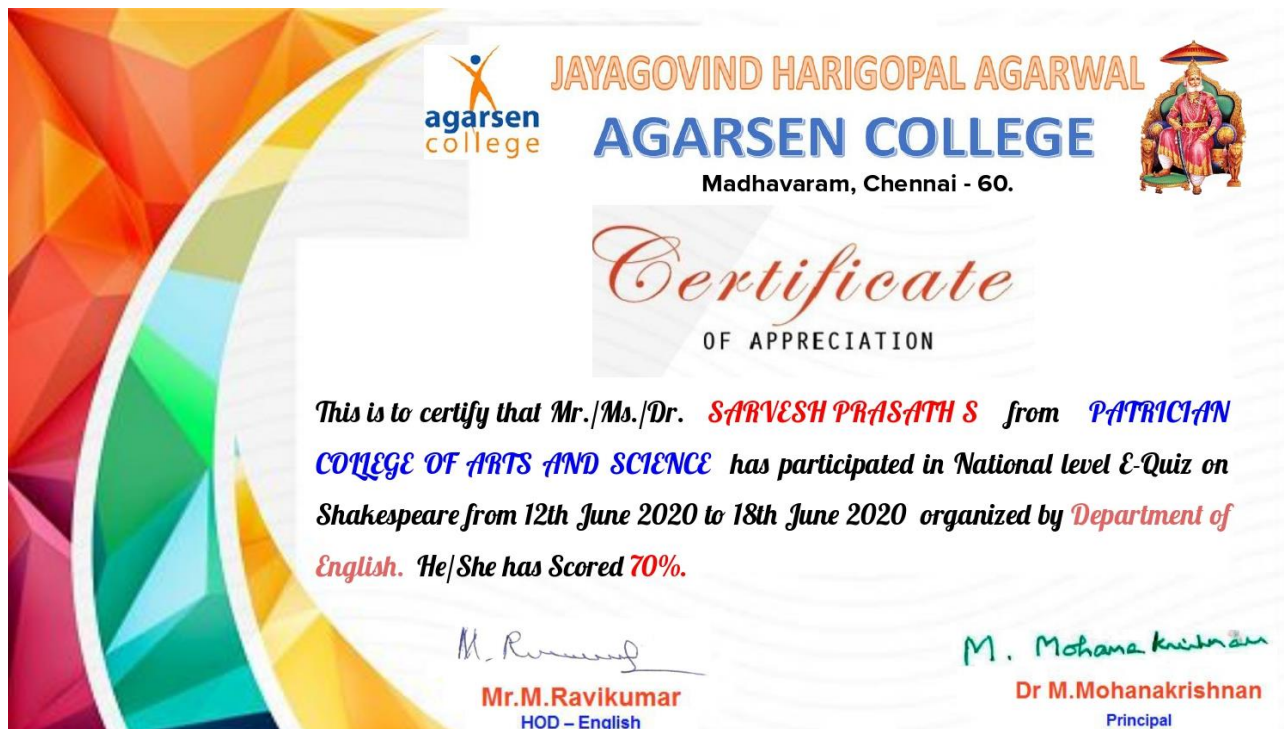 agarsen
college
JAYAGOVIND HARIGOPAL AGARWAL
AGARSEN COLLEGE
Madhavaram, Chennai - 60.
Certificate
OF APPRECIATION
This is to certify that Mr./Ms./Dr. SARVESH PRASATH S from PATRICIAN
COLLEGE OF ARTS AND SCIENCE has participated in National level E-Quiz on
Shakespeare from 12th June 2020 to 18th June 2020 organized by Department of
English. He/She has Scored 70%.
M. Mohanakrishnan
Mr.M.Ravikumar
HOD – English
Dr M.Mohanakrishnan
Principal